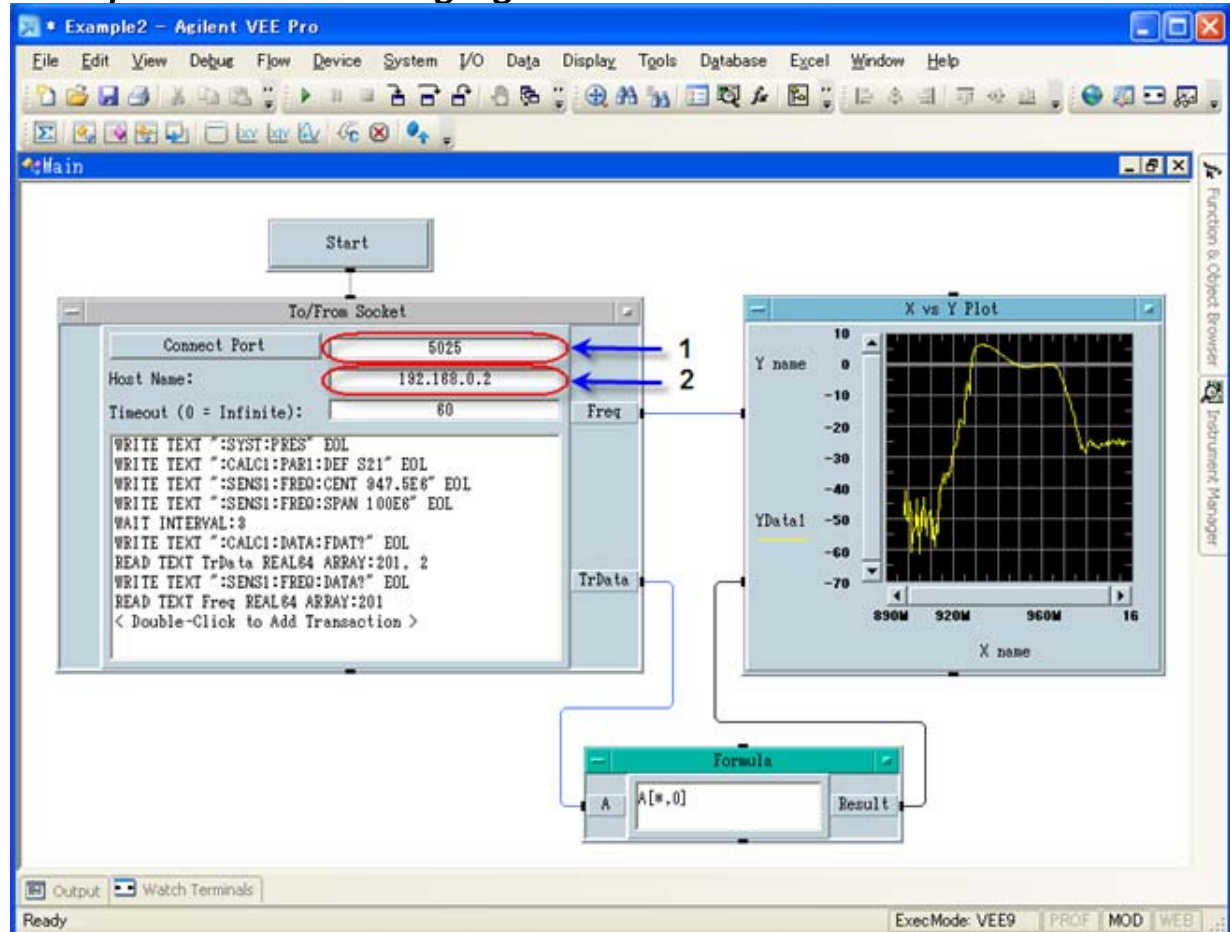 * Example2 - Agilent VEE Pro
File Edit View Debug Flow Device System I/O Data Display Tools Database Excel Window Help
Main
Function & Object Browser
Instrument Manager
Start
To/From Socket
Connect Port 5025
1
Host Name: 192.168.0.2
2
Timeout (0 = Infinite): 60
Freq
TrData
WRITE TEXT ":SYST:PRES" EOL
WRITE TEXT ":CALC1:PAR1:DEF S21" EOL
WRITE TEXT ":SENS1:FREQ:CENT 947.5E6" EOL
WRITE TEXT ":SENS1:FREQ:SPAN 100E6" EOL
WAIT INTERVAL:3
WRITE TEXT ":CALC1:DATA:FDAT?" EOL
READ TEXT TrData REAL64 ARRAY:201, 2
WRITE TEXT ":SENS1:FREQ:DATA?" EOL
READ TEXT Freq REAL64 ARRAY:201
< Double-Click to Add Transaction >
X vs Y Plot
Y name
YData1
10
0
-10
-20
-30
-40
-50
-60
-70
890M 920M 960M 16
X name
Formula
A
A[*,0]
Result
Output Watch Terminals
Ready
ExecMode: VEE9 PROF MOD WEB